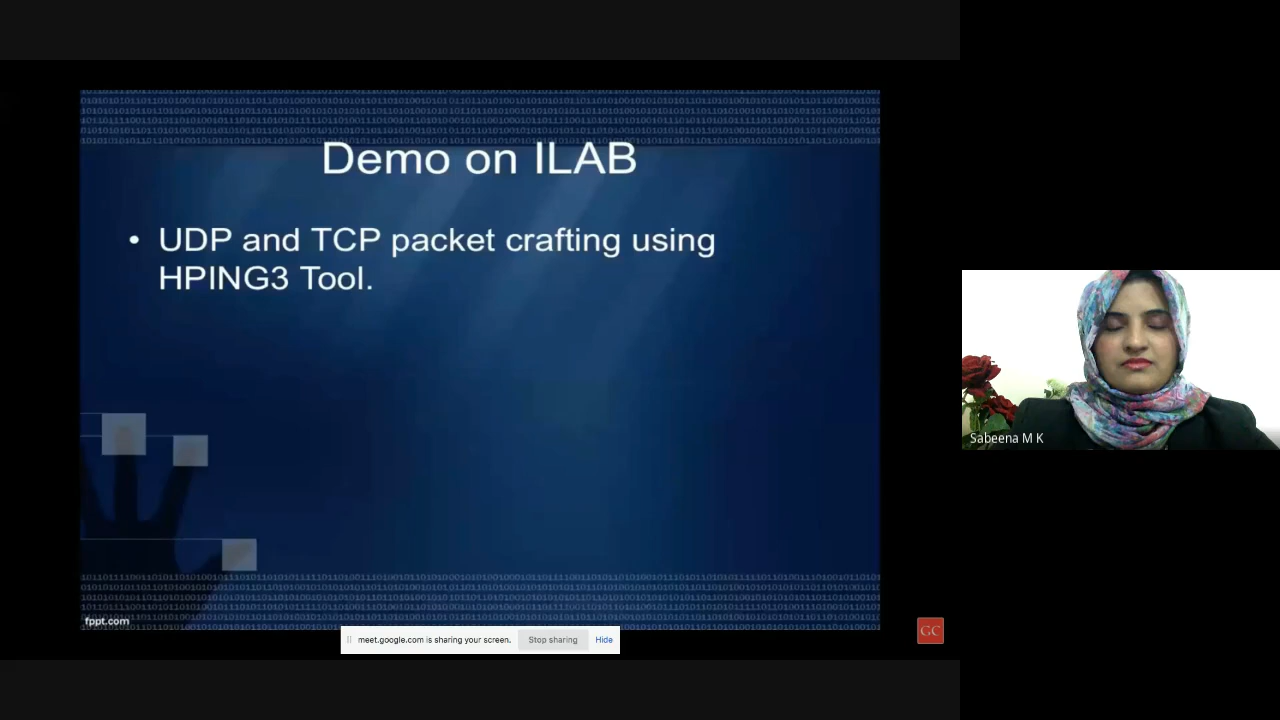 Demo on ILAB
• UDP and TCP packet crafting using
HPING3 Tool.
Sabeena M K
fppt.com
meet.google.com is sharing your screen. Stop sharing Hide
GC